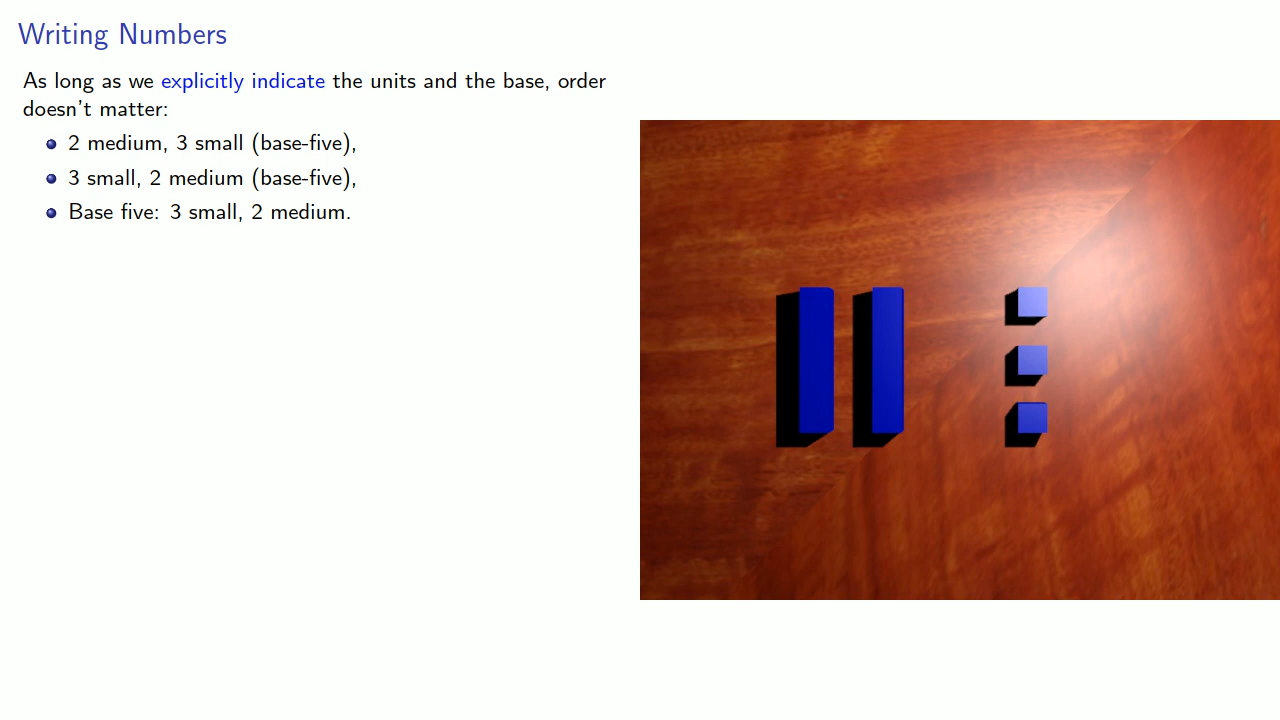 Writing Numbers
As long as we explicitly indicate the units and the base, order
doesn't matter:
2 medium, 3 small (base-five),
3 small, 2 medium (base-five),
Base five: 3 small, 2 medium.